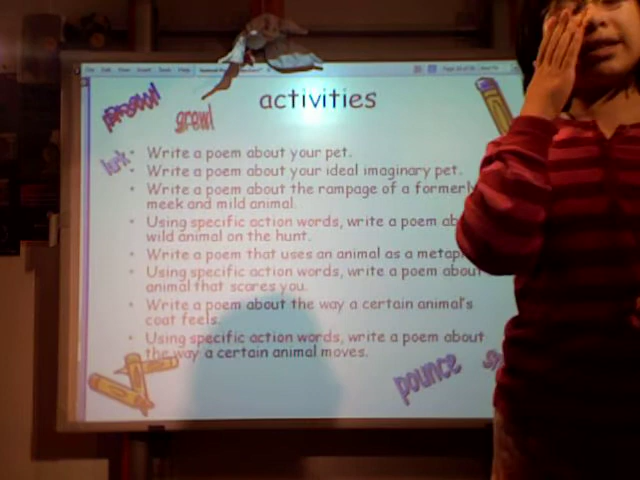 prowl
activities
growl
lurk
• Write a poem about your pet.
• Write a poem about your ideal imaginary pet.
• Write a poem about the rampage of a formerly
meek and mild animal.
• Using specific action words, write a poem ab
wild animal on the hunt.
• Write a poem that uses an animal as a metap
• Using specific action words, write a poem about
animal that scares you.
• Write a poem about the way a certain animal's
coat feels.
• Using specific action words, write a poem about
the way a certain animal moves.
pounce